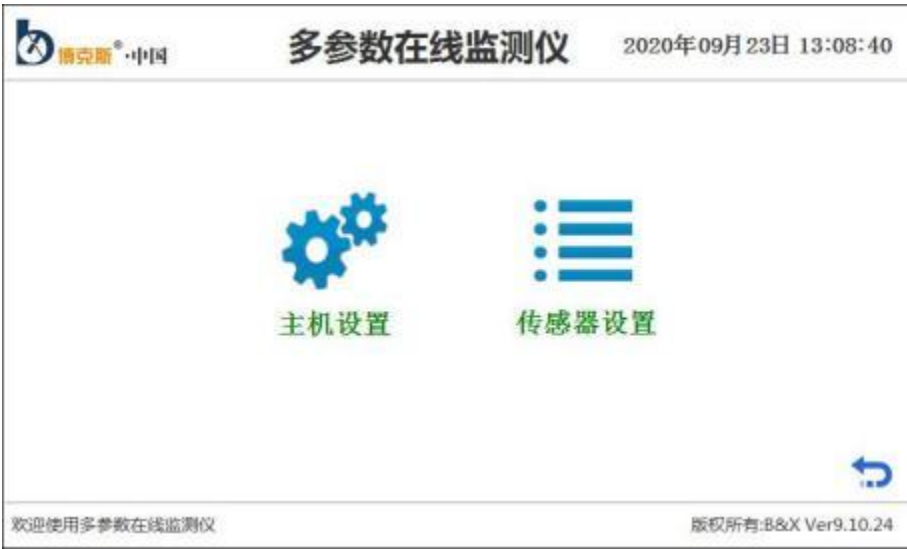 博克斯®·中国
多参数在线监测仪
2020年09月23日 13:08:40
主机设置
传感器设置
欢迎使用多参数在线监测仪
版权所有:B&X Ver9.10.24